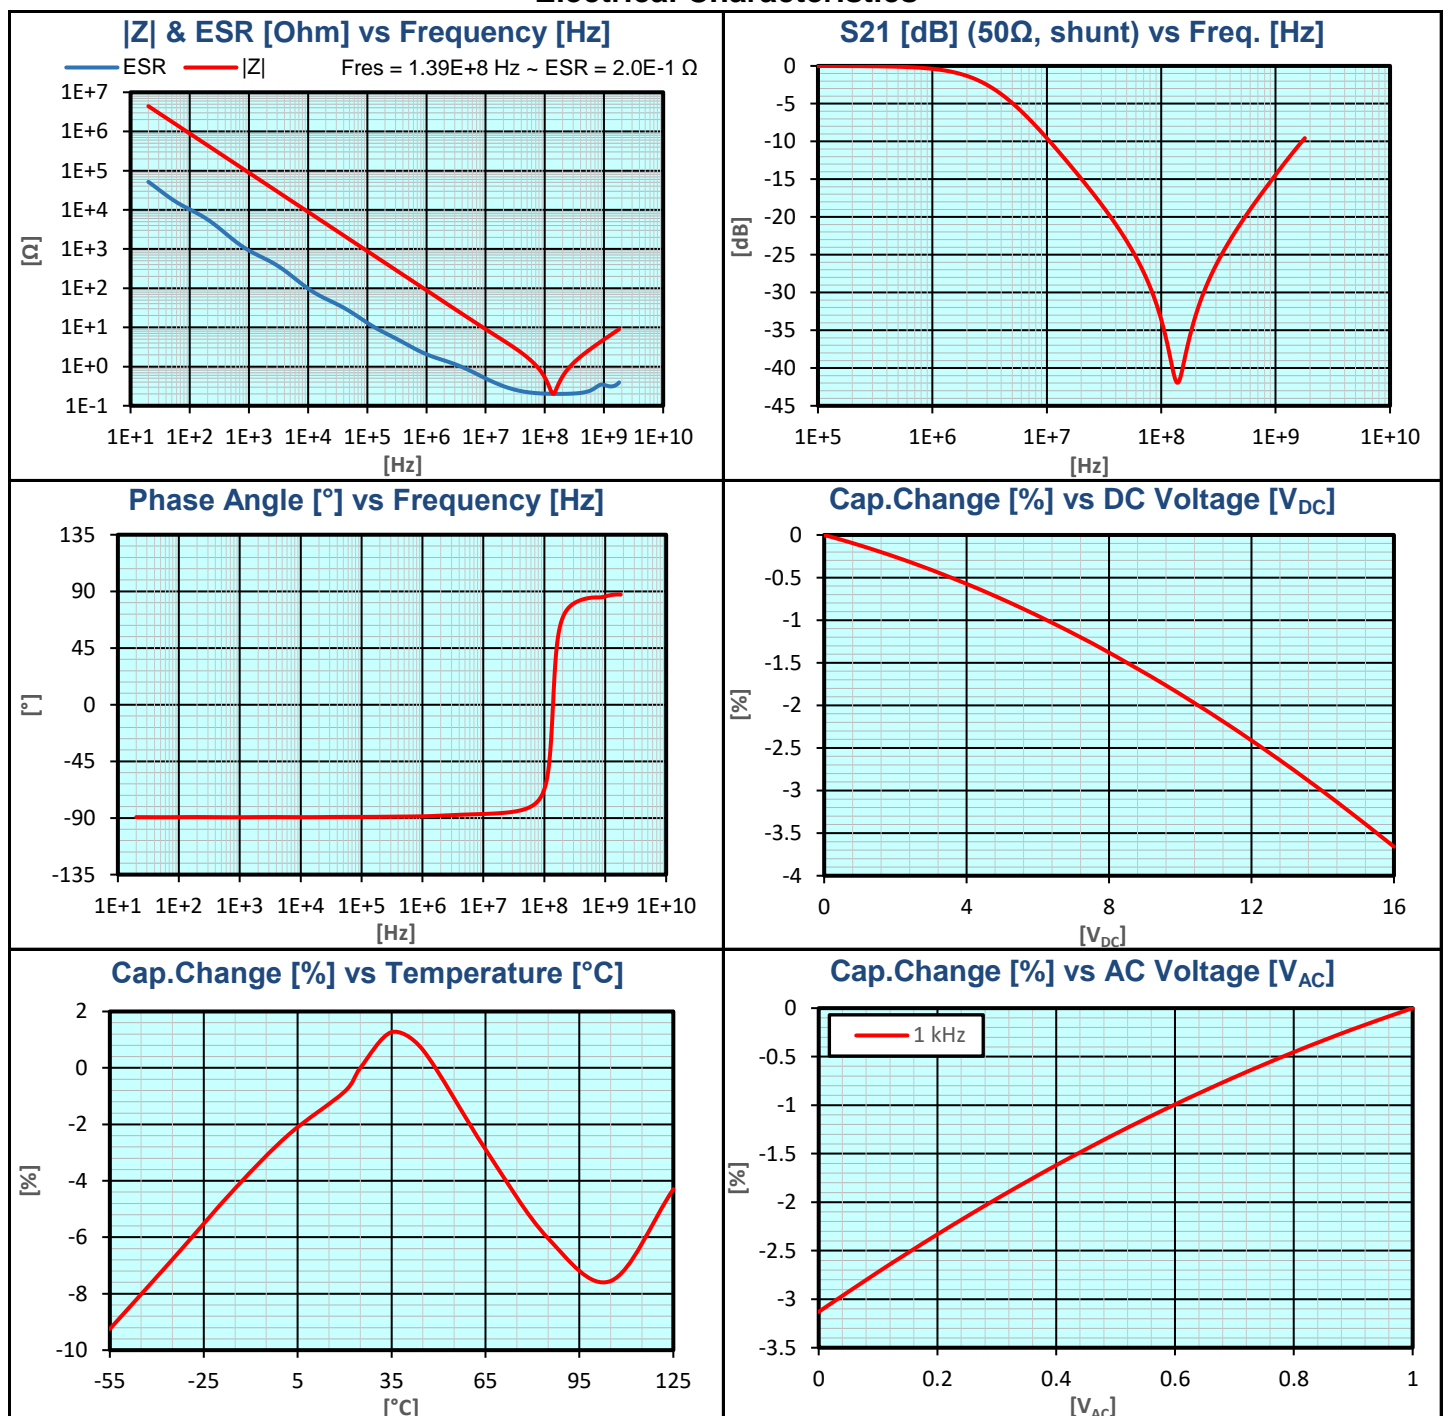 |Z| & ESR [Ohm] vs Frequency [Hz]
ESR |Z| Fres = 1.39E+8 Hz ~ ESR = 2.0E-1 Ω
1E+7
1E+6
1E+5
1E+4
1E+3
1E+2
1E+1
1E+0
1E-1
[Ω]
1E+1 1E+2 1E+3 1E+4 1E+5 1E+6 1E+7 1E+8 1E+9 1E+10
[Hz]
S21 [dB] (50Ω, shunt) vs Freq. [Hz]
0
-5
-10
-15
-20
-25
-30
-35
-40
-45
[dB]
1E+5 1E+6 1E+7 1E+8 1E+9 1E+10
[Hz]
Phase Angle [°] vs Frequency [Hz]
135
90
45
0
-45
-90
-135
[°]
1E+1 1E+2 1E+3 1E+4 1E+5 1E+6 1E+7 1E+8 1E+9 1E+10
[Hz]
Cap.Change [%] vs DC Voltage [VDC]
0
-0.5
-1
-1.5
-2
-2.5
-3
-3.5
-4
[%]
0 4 8 12 16
[VDC]
Cap.Change [%] vs Temperature [°C]
2
0
-2
-4
-6
-8
-10
[%]
-55 -25 5 35 65 95 125
[°C]
Cap.Change [%] vs AC Voltage [VAC]
1 kHz
0
-0.5
-1
-1.5
-2
-2.5
-3
-3.5
[%]
0 0.2 0.4 0.6 0.8 1
[VAC]